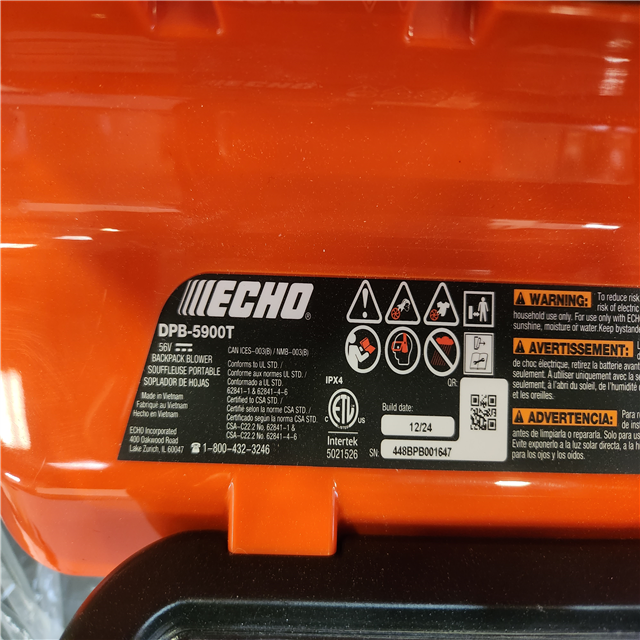 ECHO®
DPB-5900T
56V
BACKPACK BLOWER
SOUFFLEUSE PORTABLE
SOPLADOR DE HOJAS
Made in Vietnam
Fabriqué au Vietnam
Hecho en Vietnam
ECHO Incorporated
400 Oakwood Road
Lake Zurich, IL 60047
CAN ICES-003(B) / NMB-003(B)
Conforms to UL STD. /
Conforme aux normes UL STD. /
Conformado a UL STD.
62841-1 & 62841-4-6
Certified to CSA STD. /
Certifié selon la norme CSA STD. /
Certificado según la norma CSA STD.
CSA-C22.2 No. 62841-1 &
CSA-C22.2 No. 62841-4-6
1-800-432-3246
IPX4
C ETL US
Intertek
5021526
QR:
Build date:
12/24
SN:
448BPB001647
WARNING: To reduce risk
risk of electric
household use only. For use only with ECHO
sunshine, moisture or water. Keep
AVERTISSEMENT:
de choc électrique, retirez la batterie avant
seulement. À utiliser uniquement avec
seulement, à l'abri du soleil, de l'humidité
et les oreilles.
ADVERTENCIA: Para
de
antes de limpiarla o repararla. Solo para uso
Evite exponerlo a la luz solar directa, a la
para los ojos y los oídos.